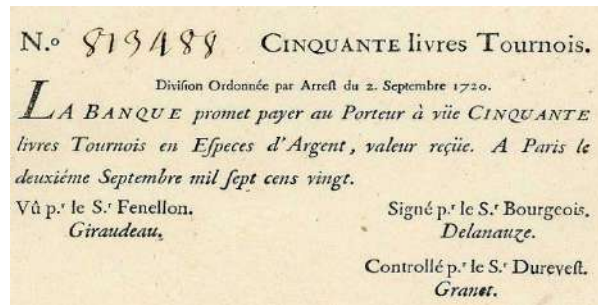 N.o 813488 CINQUANTE livres Tournois.
Diviſion Ordonnée par Arreſt du 2. Septembre 1720.
LA BANQUE promet payer au Porteur à vüe CINQUANTE
livres Tournois en Eſpeces d'Argent, valeur reçüe. A Paris le
deuxiéme Septembre mil ſept cens vingt.
Vû p.r le S.r Fenellon. Signé p.r le S.r Bourgeois.
Giraudeau. Delanauze.
Controllé p.r le S.r Dureveſt.
Granet.